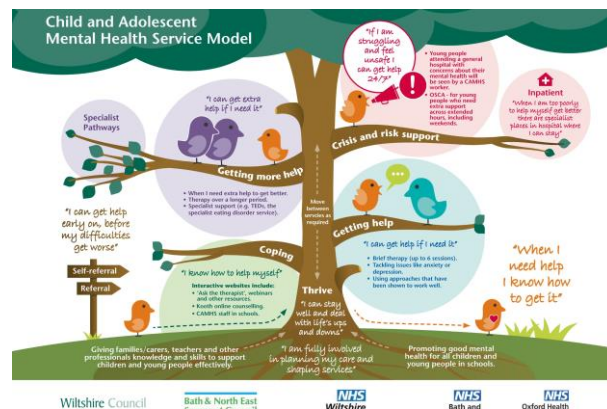 Child and Adolescent
Mental Health Service Model
"If I am
struggling
and feel
unsafe I
can get help
24/7"
• Young people
attending a general
hospital with
concerns about their
mental health will
be seen by a CAMHS
worker.
• OSCA - for young
people who need
extra support
across extended
hours, including
weekends.
Inpatient
"When I am too poorly
to help myself get better
there are specialist
places in hospital where
I can stay"
Specialist
Pathways
"I can get extra
help if I need it"
Getting more help
Crisis and risk support
• When I need extra help to get better.
• Therapy over a longer period.
• Specialist support (e.g. TEDs, the
specialist eating disorder service).
Move
between
servcies as
required
Getting help
"I can get help if I need it"
• Brief therapy (up to 6 sessions).
• Tackling issues like anxiety or
depression.
• Using approaches that have
been shown to work well.
"I can get help
early on, before
my difficulties
get worse"
Self-referral
Referral
Coping
"I know how to help myself"
Interactive websites include:
• 'Ask the therapist', webinars
and other resources.
• Kooth online counselling.
• CAMHS staff in schools.
Thrive
"I can stay
well and deal
with life's ups
and downs"
"I am fully involved
in planning my care and
shaping services"
"When I
need help
I know how
to get it"
Giving families/carers, teachers and other
professionals knowledge and skills to support
children and young people effectively.
Promoting good mental
health for all children and
young people in schools.
Wiltshire Council
Bath & North East
NHS
Wiltshire
NHS
Bath and
NHS
Oxford Health